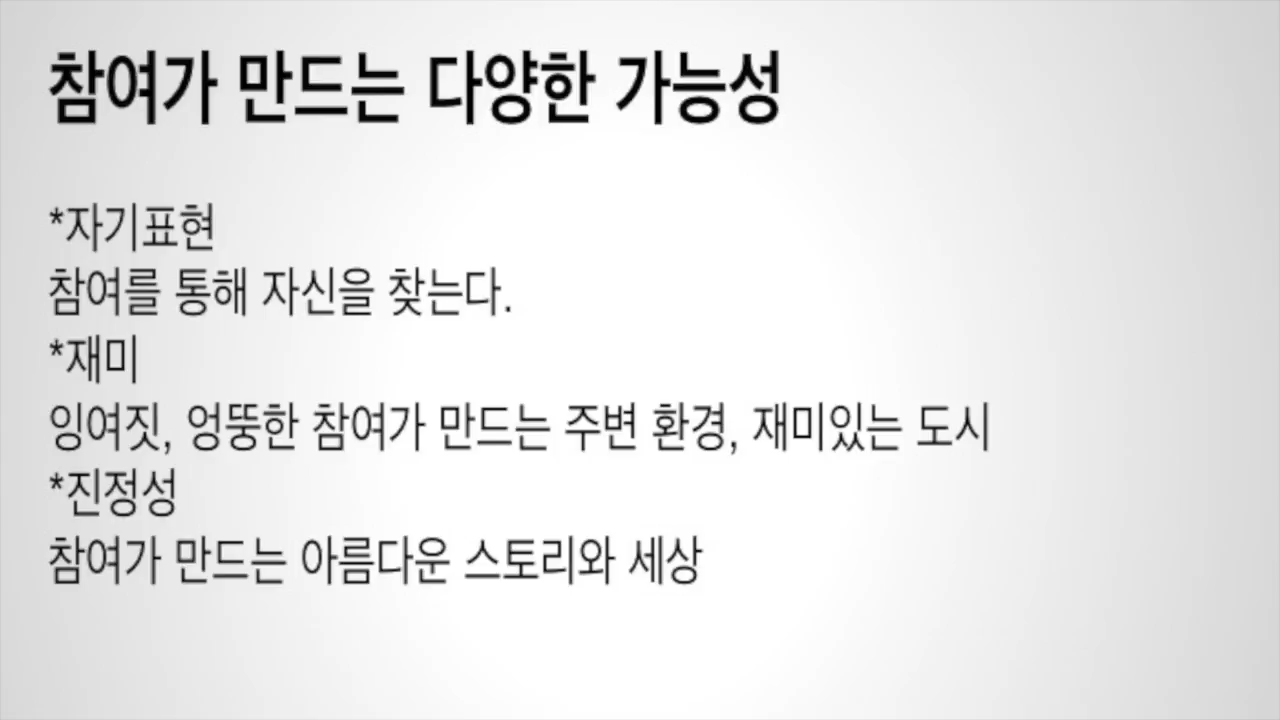 참여가 만드는 다양한 가능성
*자기표현
참여를 통해 자신을 찾는다.
*재미
잉여짓, 엉뚱한 참여가 만드는 주변 환경, 재미있는 도시
*진정성
참여가 만드는 아름다운 스토리와 세상